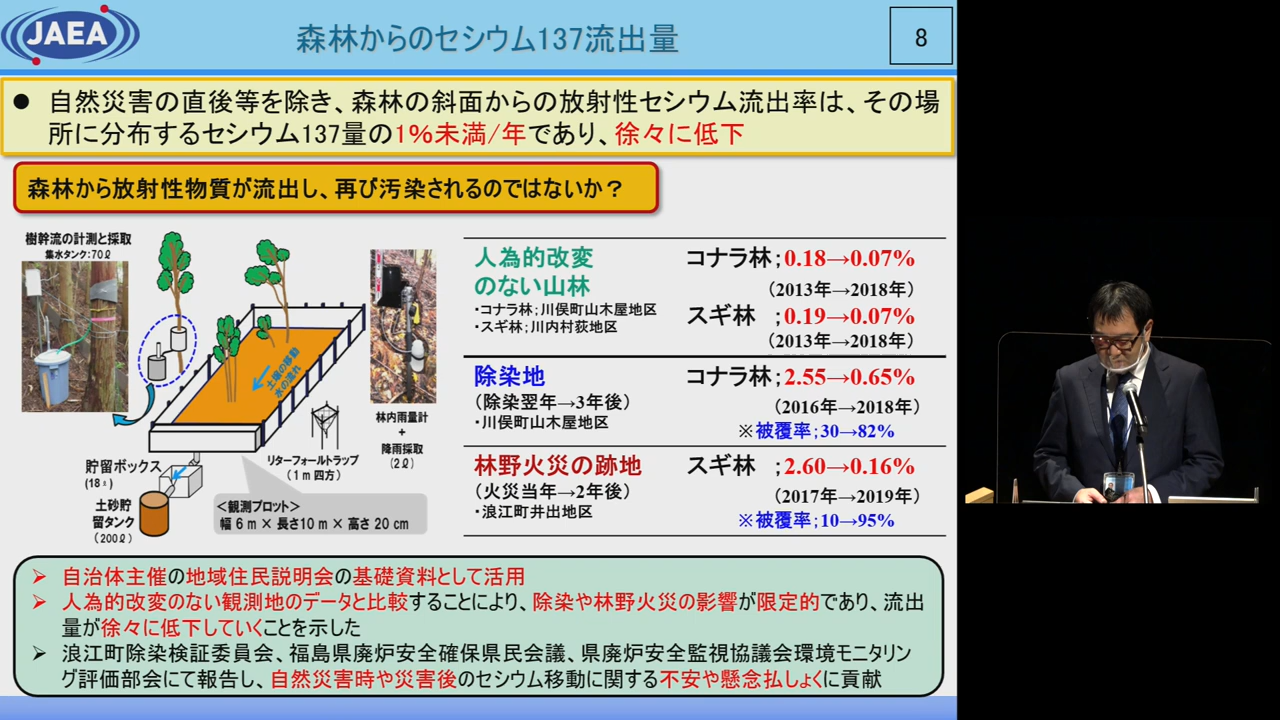 JAEA
森林からのセシウム137流出量
8
● 自然災害の直後等を除き、森林の斜面からの放射性セシウム流出率は、その場
所に分布するセシウム137量の1%未満/年であり、徐々に低下
森林から放射性物質が流出し、再び汚染されるのではないか？
樹幹流の計測と採取
集水タンク：70ℓ
土壌の移動
水の流れ
林内雨量計
+
降雨採取
(2ℓ)
リターフォールトラップ
(1m四方)
貯留ボックス
土砂貯
留タンク
(200ℓ)
＜観測プロット＞
幅 6 m × 長さ10 m × 高さ 20 cm
人為的改変
のない山林
・コナラ林；川俣町山木屋地区
・スギ林；川内村荻地区
コナラ林；0.18→0.07%
(2013年→2018年)
スギ林 ；0.19→0.07%
(2013年→2018年)
除染地
(除染翌年→3年後)
・川俣町山木屋地区
コナラ林；2.55→0.65%
(2016年→2018年)
※被覆率；30→82%
林野火災の跡地
(火災当年→2年後)
・浪江町井出地区
スギ林 ；2.60→0.16%
(2017年→2019年)
※被覆率；10→95%
➢ 自治体主催の地域住民説明会の基礎資料として活用
➢ 人為的改変のない観測地のデータと比較することにより、除染や林野火災の影響が限定的であり、流出
量が徐々に低下していくことを示した
➢ 浪江町除染検証委員会、福島県廃炉安全確保県民会議、県廃炉安全監視協議会環境モニタリン
グ評価部会にて報告し、自然災害時や災害後のセシウム移動に関する不安や懸念払しょくに貢献